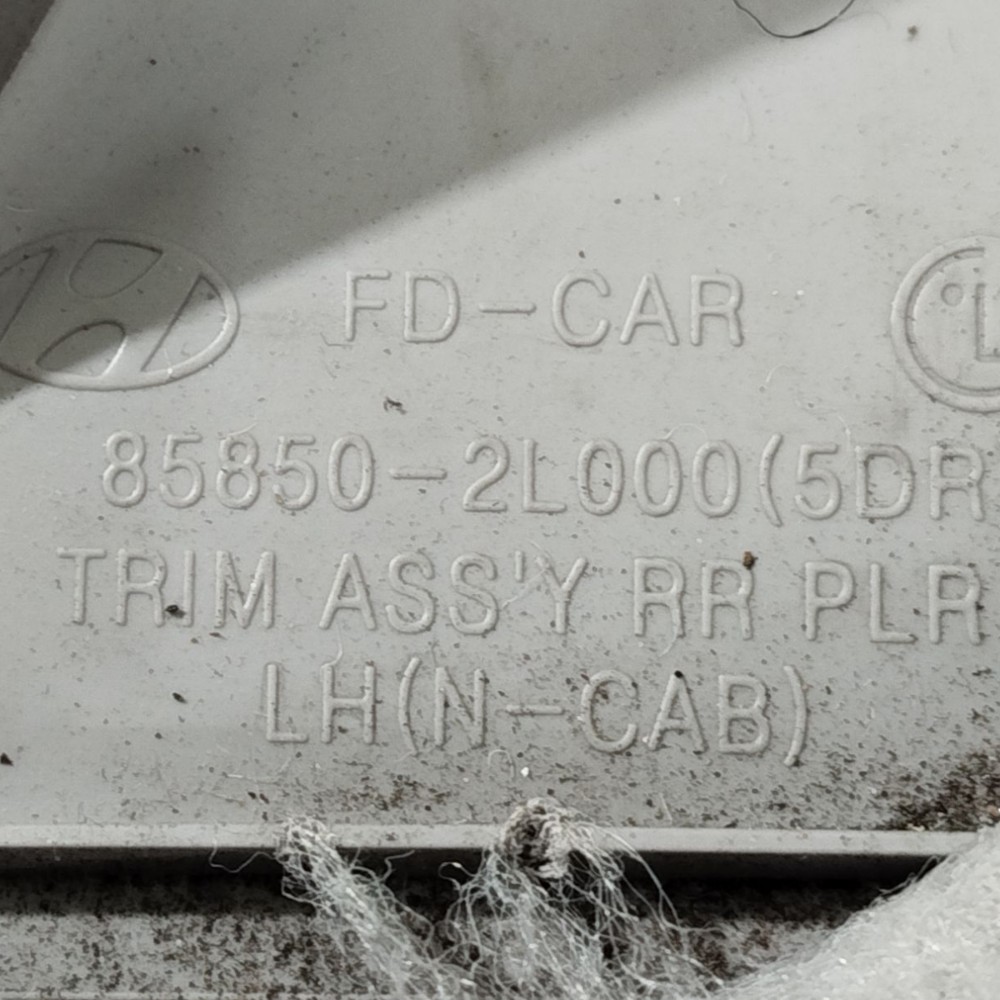 FD-CAR
85850-2L000(5DR
TRIM ASS'Y RR PLR
LH(N-CAB)